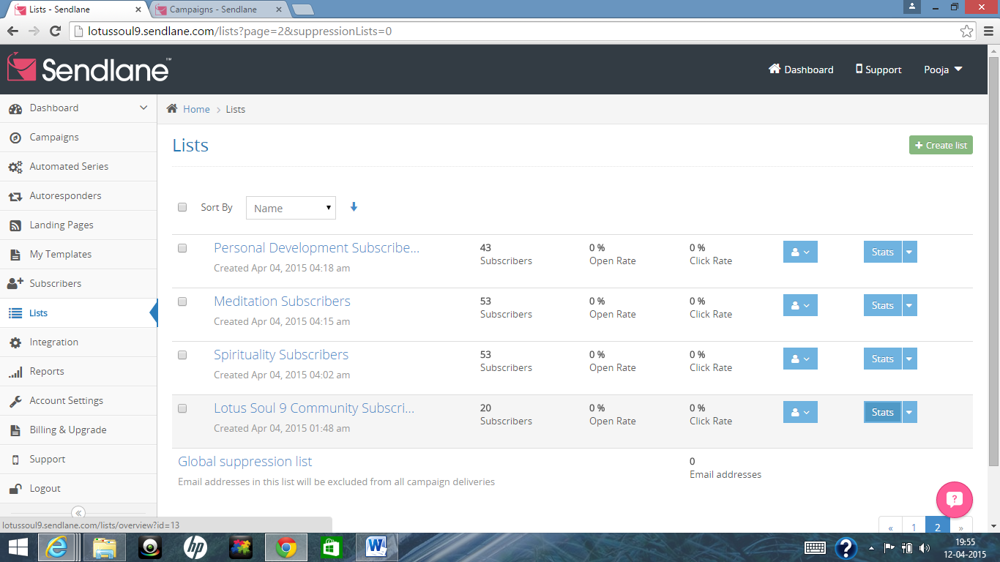 Lists - Sendlane
Campaigns - Sendlane
lotussoul9.sendlane.com/lists?page=2&suppressionLists=0
Sendlane™
Dashboard
Support
Pooja
Dashboard
Campaigns
Automated Series
Autoresponders
Landing Pages
My Templates
Subscribers
Lists
Integration
Reports
Account Settings
Billing & Upgrade
Support
Logout
Home > Lists
Lists
+ Create list
Sort By Name
Personal Development Subscribe... 43 0 % 0 % Stats
Created Apr 04, 2015 04:18 am Subscribers Open Rate Click Rate
Meditation Subscribers 53 0 % 0 % Stats
Created Apr 04, 2015 04:15 am Subscribers Open Rate Click Rate
Spirituality Subscribers 53 0 % 0 % Stats
Created Apr 04, 2015 04:02 am Subscribers Open Rate Click Rate
Lotus Soul 9 Community Subscri... 20 0 % 0 % Stats
Created Apr 04, 2015 01:48 am Subscribers Open Rate Click Rate
Global suppression list 0
Email addresses in this list will be excluded from all campaign deliveries Email addresses
« 1 2 »
lotussoul9.sendlane.com/lists/overview?id=13
19:55
12-04-2015